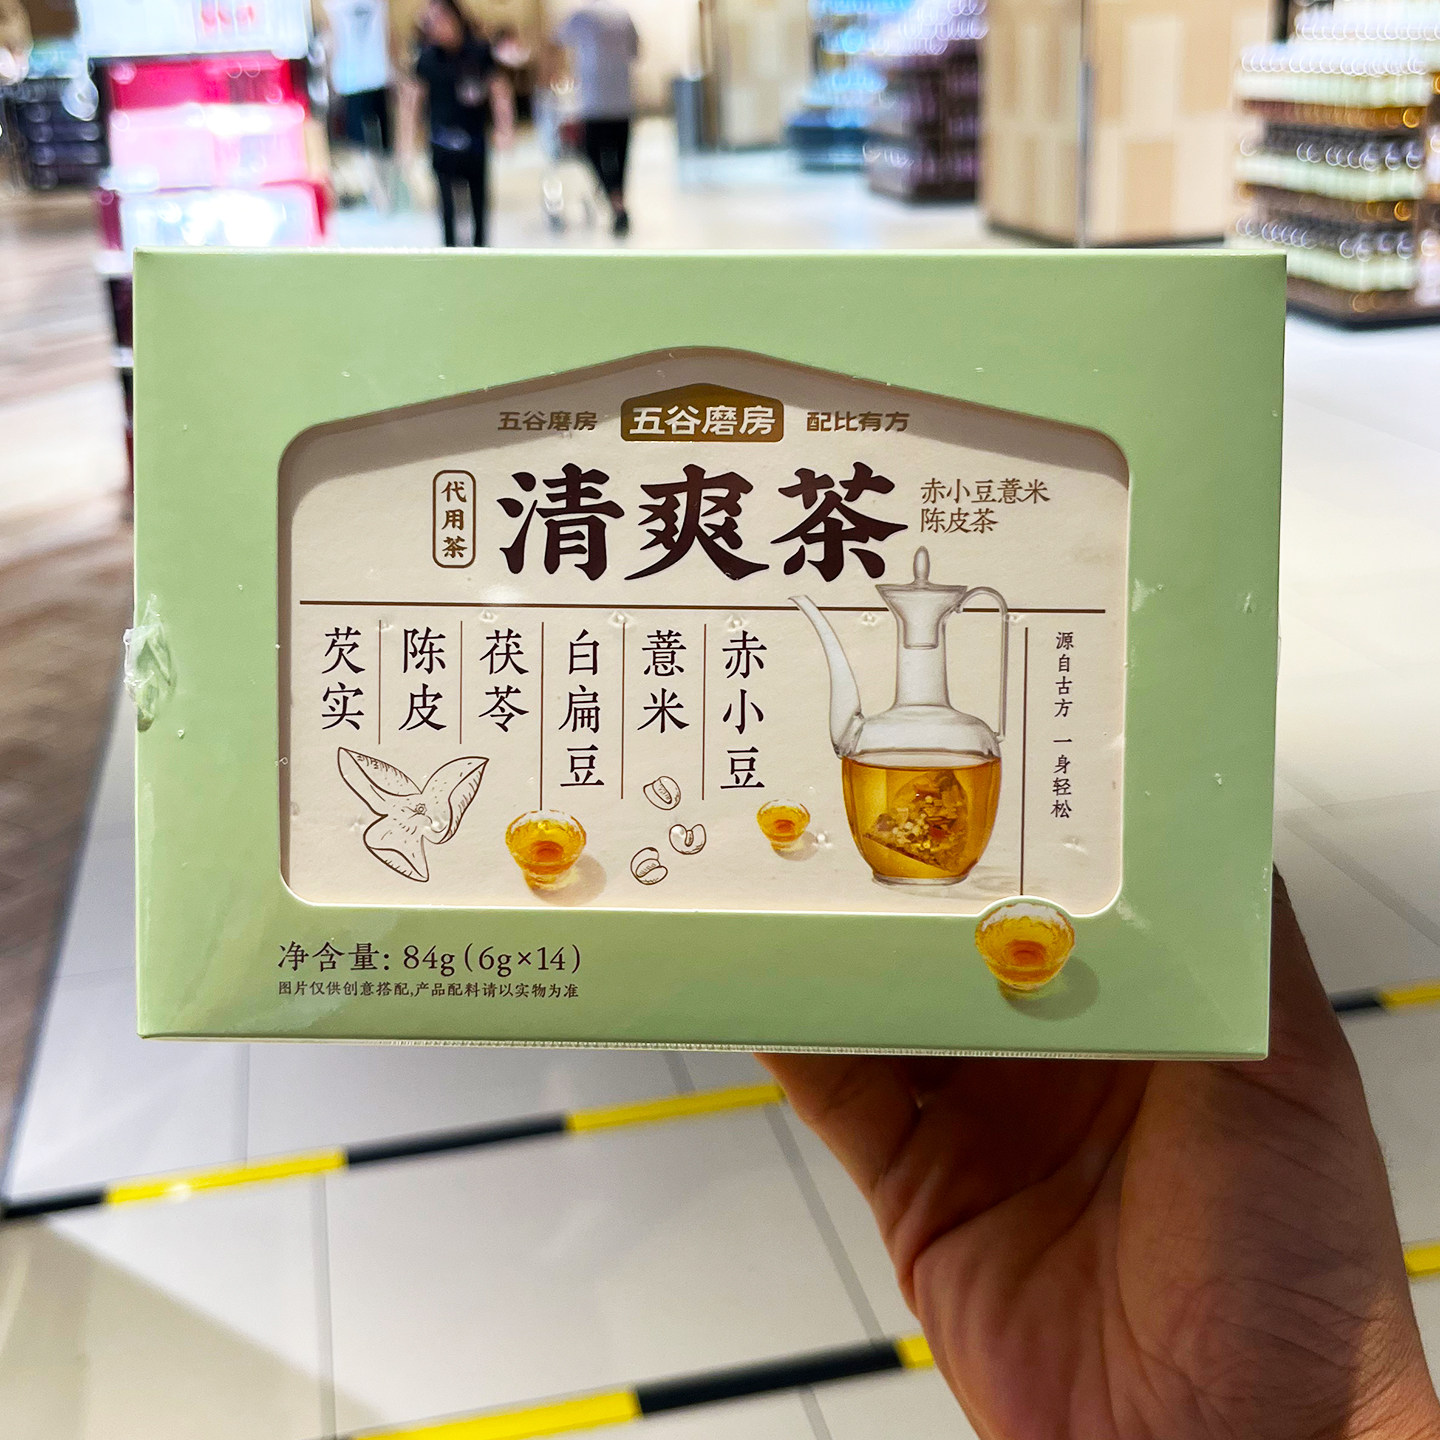 五谷磨房 五谷磨房 配比有方
代用茶
清爽茶
赤小豆薏米
陈皮茶
赤小豆
薏米
白扁豆
茯苓
陈皮
芡实
源自古方 一身轻松
净含量: 84g(6g×14)
图片仅供创意搭配,产品配料请以实物为准